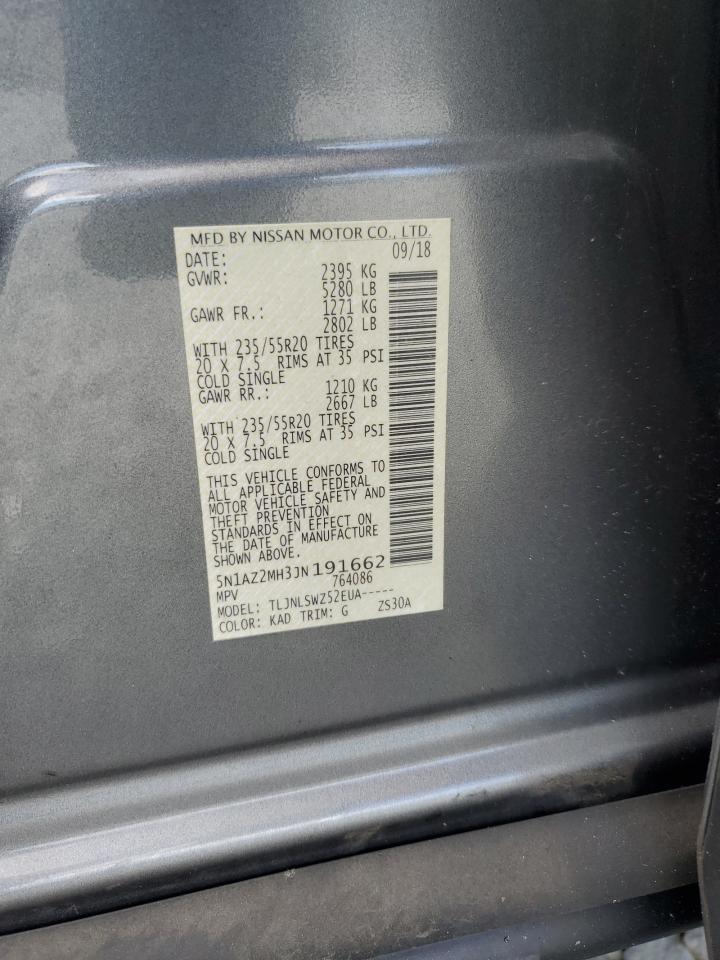 MFD BY NISSAN MOTOR CO., LTD.
DATE: 09/18
GVWR: 2395 KG
5280 LB
GAWR FR.: 1271 KG
2802 LB
WITH 235/55R20 TIRES
20 X 7.5 RIMS AT 35 PSI
COLD SINGLE
GAWR RR.: 1210 KG
2667 LB
WITH 235/55R20 TIRES
20 X 7.5 RIMS AT 35 PSI
COLD SINGLE
THIS VEHICLE CONFORMS TO
ALL APPLICABLE FEDERAL
MOTOR VEHICLE SAFETY AND
THEFT PREVENTION
STANDARDS IN EFFECT ON
THE DATE OF MANUFACTURE
SHOWN ABOVE.
5N1AZ2MH3JN191662
MPV 764086
MODEL: TLJNLSWZ52EUA-----
COLOR: KAD TRIM: G ZS30A